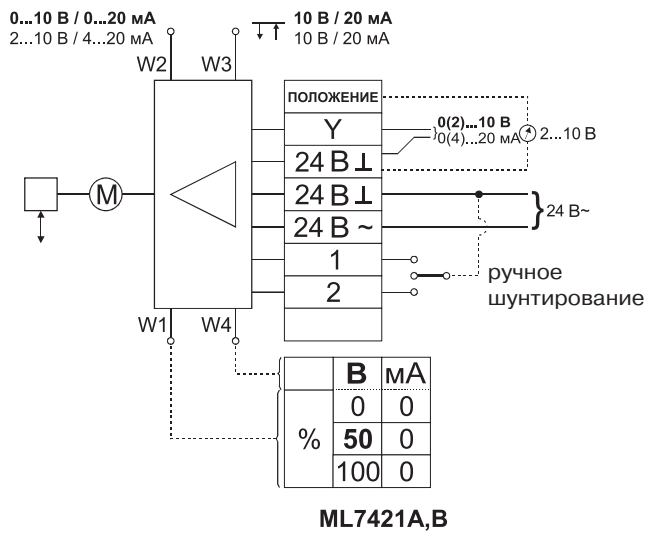 0...10 В / 0...20 мА
2...10 В / 4...20 мА
10 В / 20 мА
10 В / 20 мА
W2
W3
ПОЛОЖЕНИЕ
Y
0(2)...10 В
0(4)...20 мА
2...10 В
24 В ⊥
24 В ⊥
24 В ~
24 В~
M
1
2
ручное
шунтирование
W1
W4
В мА
0 0
% 50 0
100 0
ML7421A,B